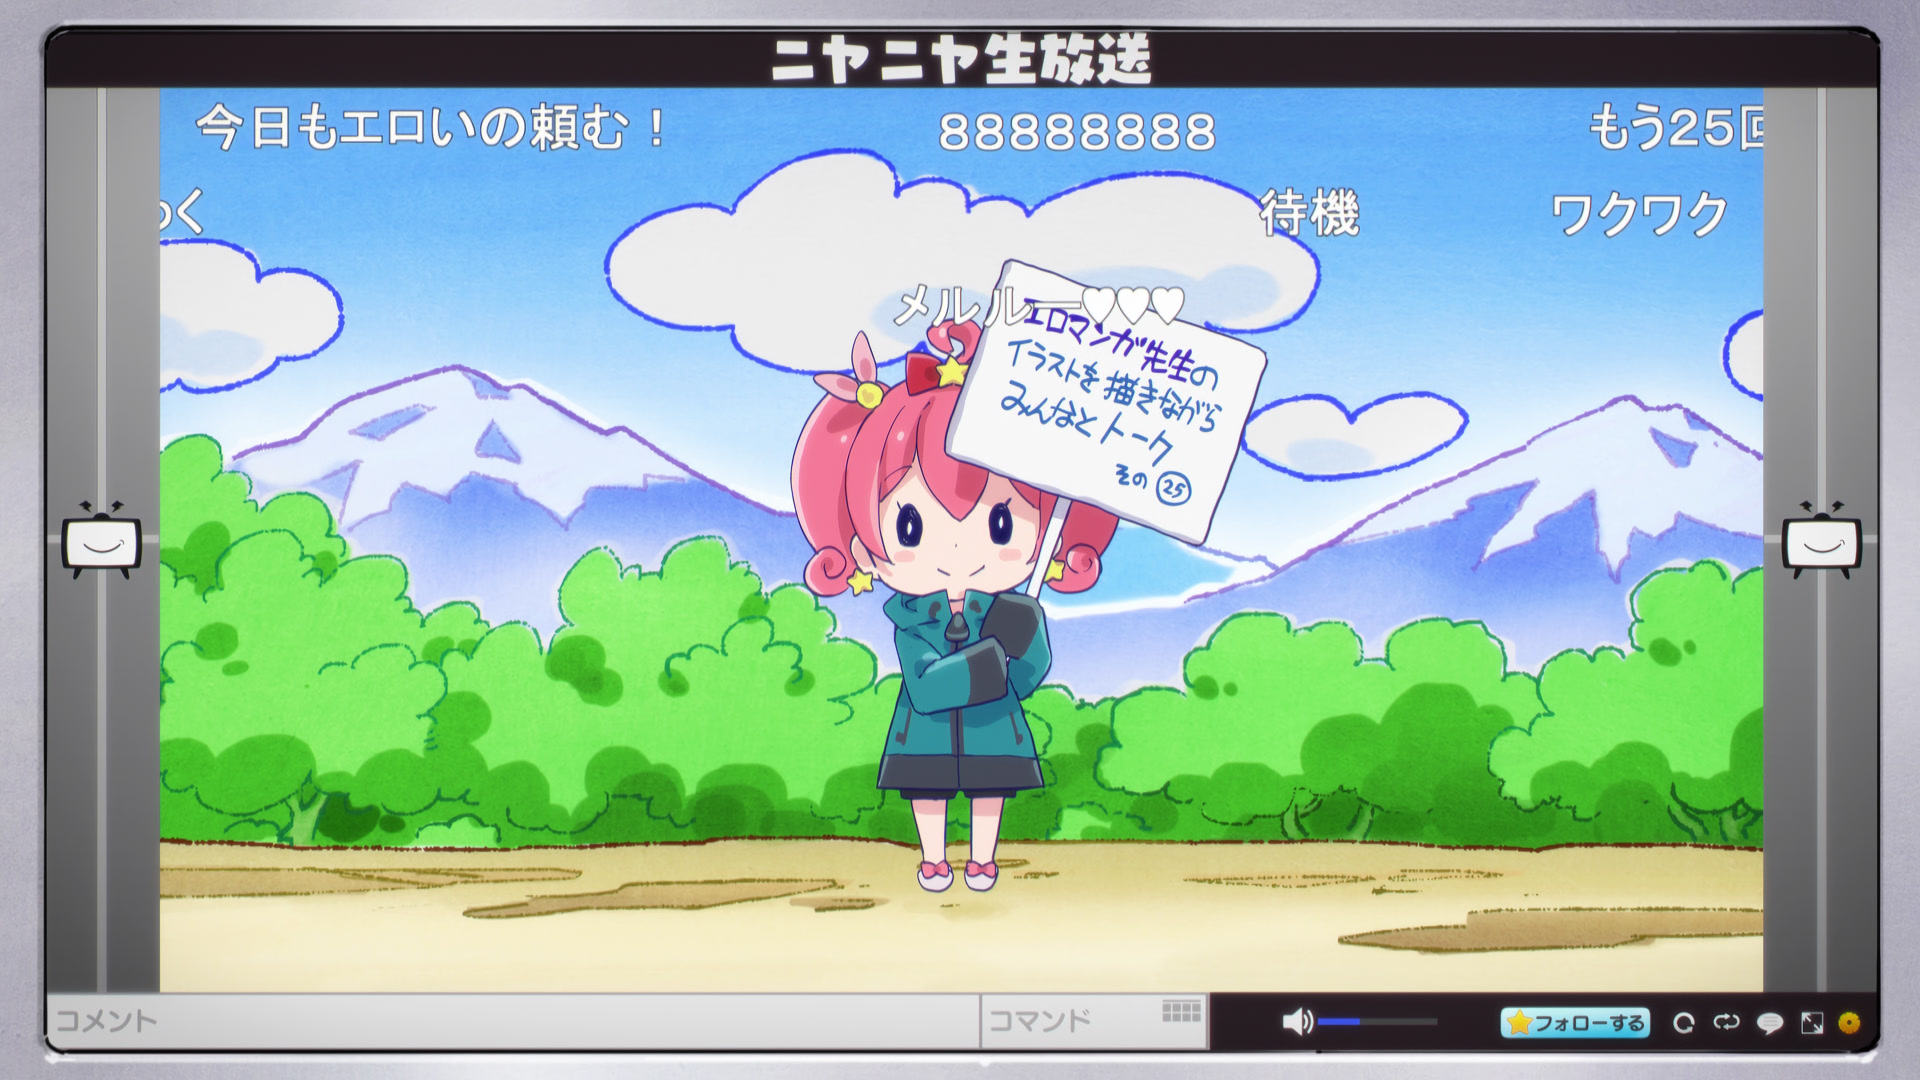 ニヤニヤ生放送
今日もエロいの頼む！
88888888
もう25回
わく
待機
ワクワク
メルルー♥♥♥
エロマンガ先生の
イラストを描きながら
みんなとトーク
その㉕
コメント
コマンド
フォローする